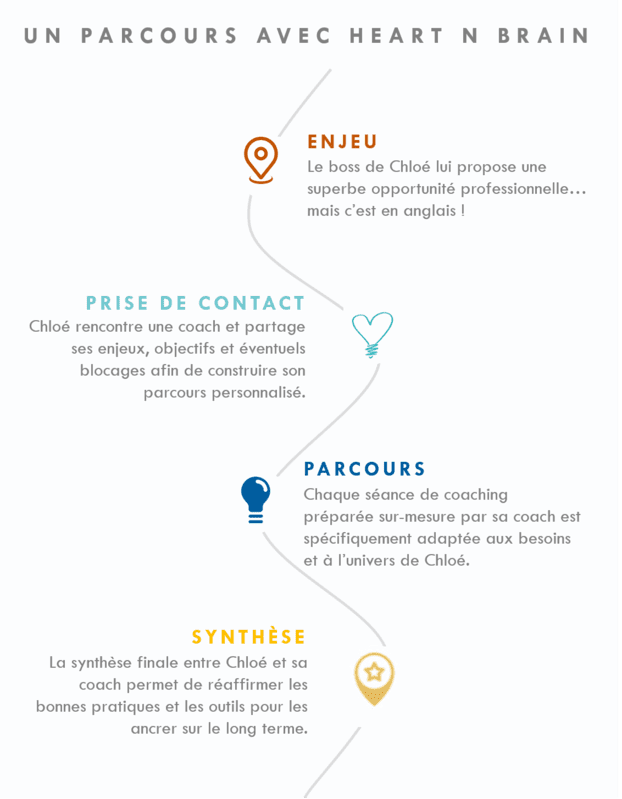 UN PARCOURS AVEC HEART N BRAIN
ENJEU
Le boss de Chloé lui propose une
superbe opportunité professionnelle...
mais c'est en anglais !
PRISE DE CONTACT
Chloé rencontre une coach et partage
ses enjeux, objectifs et éventuels
blocages afin de construire son
parcours personnalisé.
PARCOURS
Chaque séance de coaching
préparée sur-mesure par sa coach est
spécifiquement adaptée aux besoins
et à l'univers de Chloé.
SYNTHÈSE
La synthèse finale entre Chloé et sa
coach permet de réaffirmer les
bonnes pratiques et les outils pour les
ancrer sur le long terme.